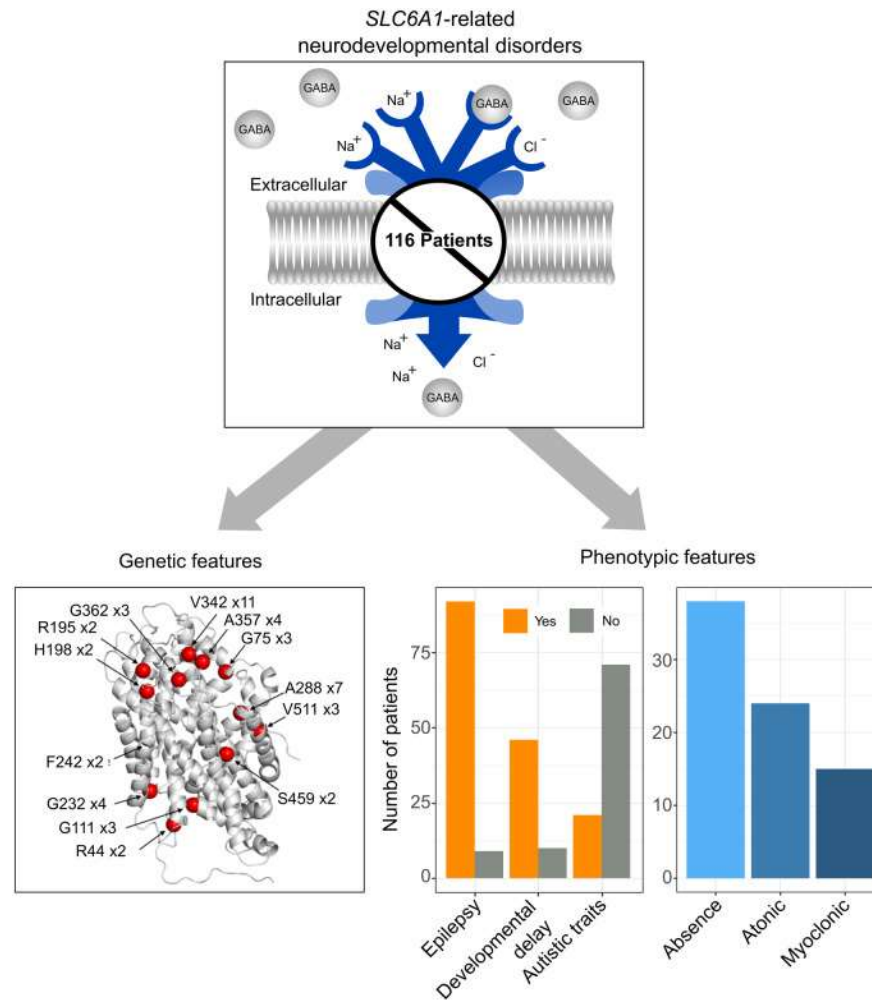 SLC6A1-related
neurodevelopmental disorders
GABA
GABA
GABA
GABA
Na+
Na+
Cl -
Extracellular
116 Patients
Intracellular
Na+
Na+
Cl -
GABA
Genetic features
G362 x3
R195 x2
H198 x2
V342 x11
A357 x4
G75 x3
A288 x7
V511 x3
F242 x2
S459 x2
G232 x4
G111 x3
R44 x2
Phenotypic features
Yes
No
Number of patients
75
50
25
0
Epilepsy
Developmental
delay
Autistic traits
30
20
10
0
Absence
Atonic
Myoclonic